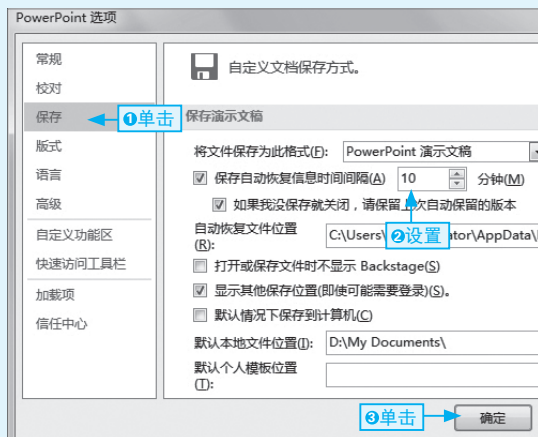 PowerPoint 选项
常规
校对
保存
版式
语言
高级
自定义功能区
快速访问工具栏
加载项
信任中心
❶单击
自定义文档保存方式。
保存演示文稿
将文件保存为此格式(F): PowerPoint 演示文稿
保存自动恢复信息时间间隔(A) 10 分钟(M)
如果我没保存就关闭，请保留上次自动保留的版本
自动恢复文件位置(R): C:\Users\ ator\AppData\
❷设置
打开或保存文件时不显示 Backstage(S)
显示其他保存位置(即使可能需要登录)(S)。
默认情况下保存到计算机(C)
默认本地文件位置(I): D:\My Documents\
默认个人模板位置(T):
❸单击
确定